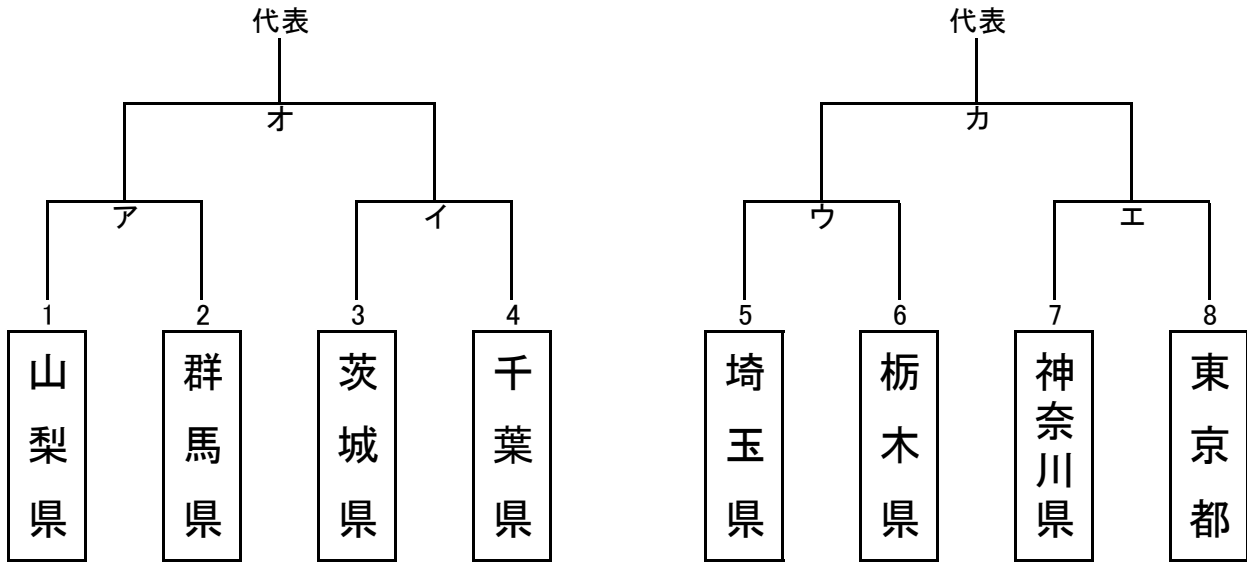 代表 代表
オ カ
ア イ ウ エ
1 2 3 4 5 6 7 8
山梨県
群馬県
茨城県
千葉県
埼玉県
栃木県
神奈川県
東京都